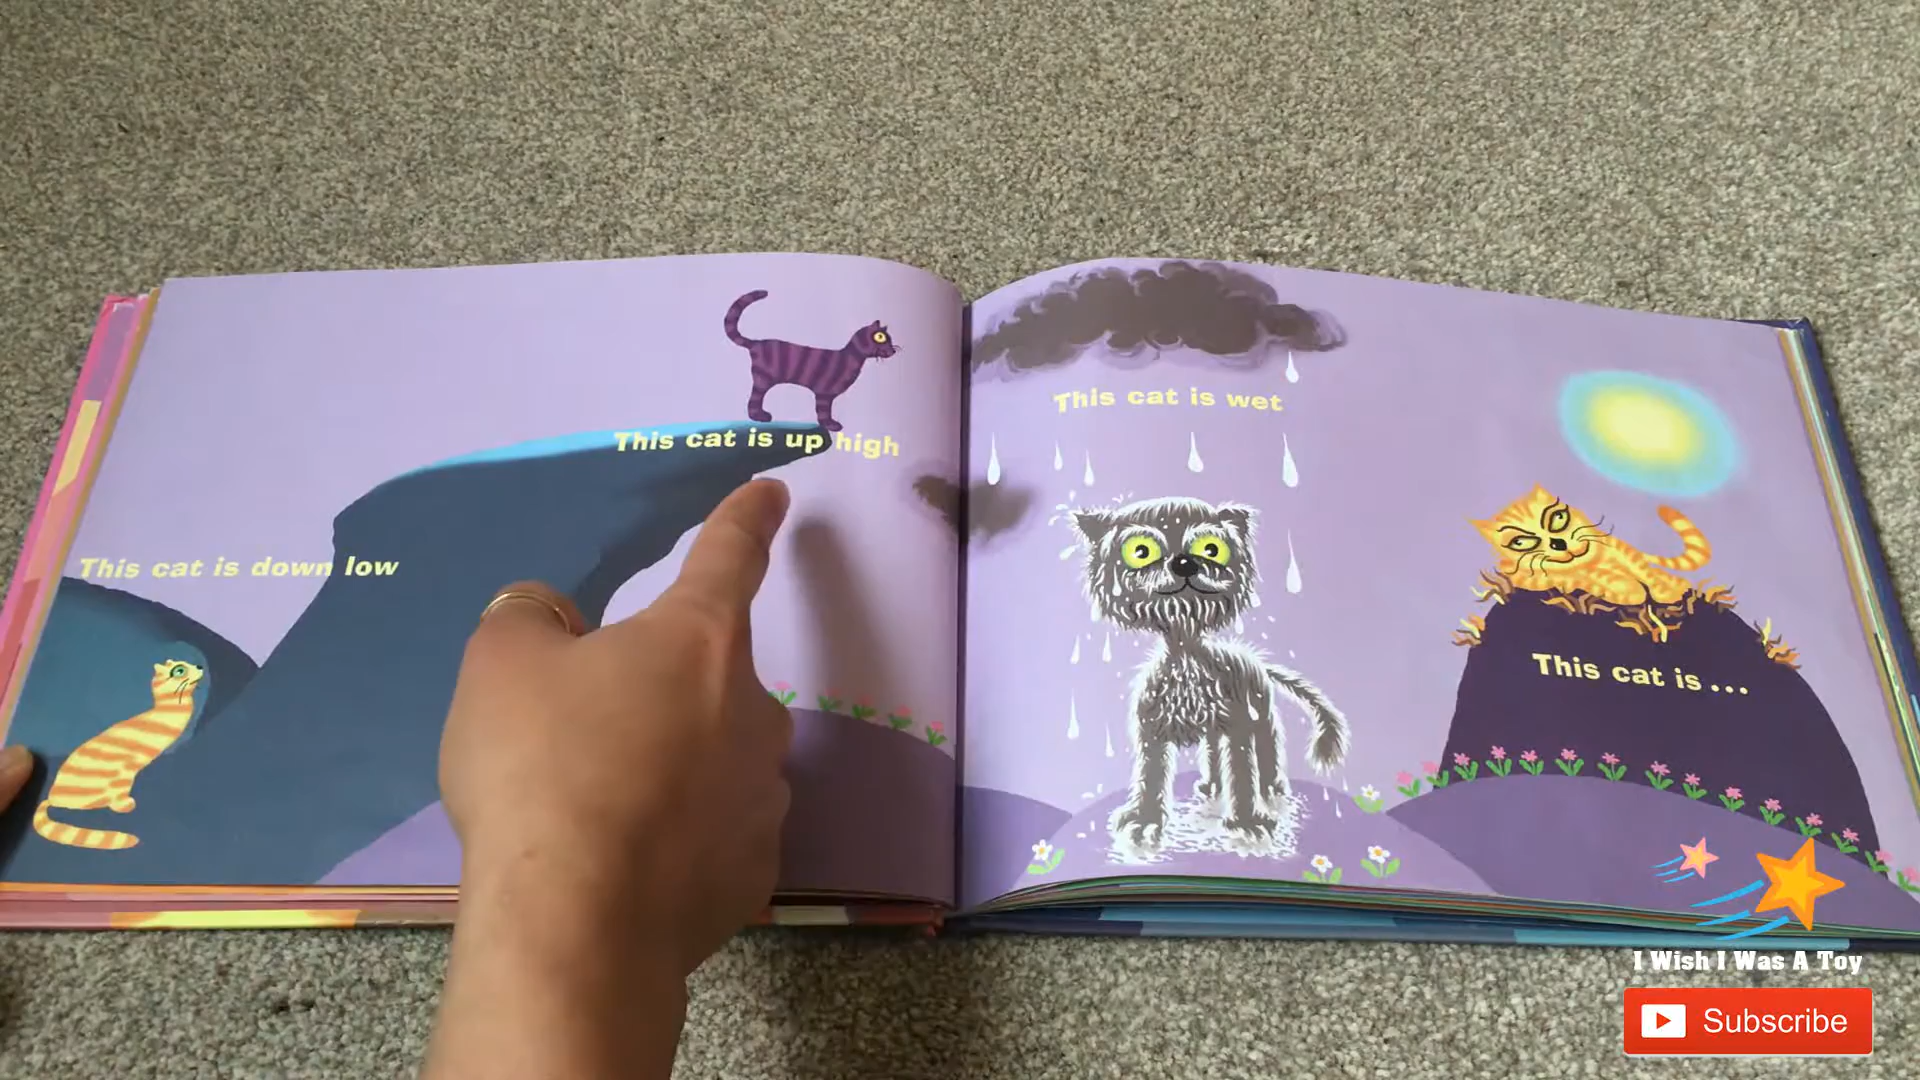 This cat is up high
This cat is down low
This cat is wet
This cat is ...
I Wish I Was A Toy
Subscribe